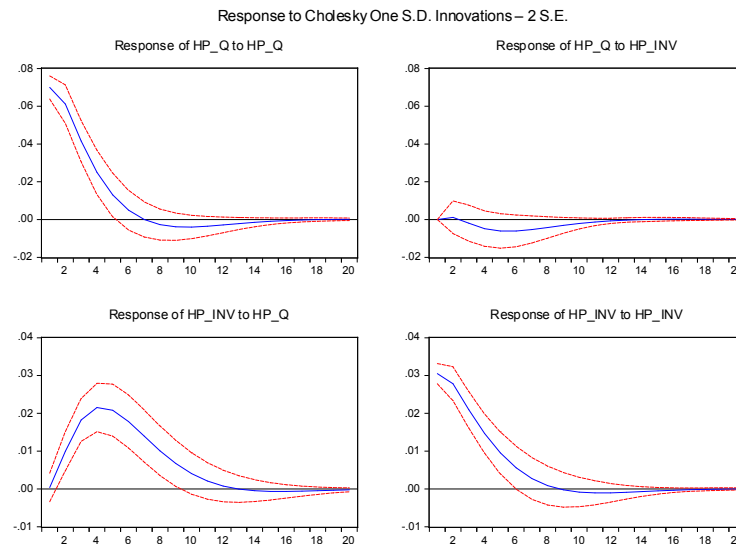 Response to Cholesky One S.D. Innovations – 2 S.E.
Response of HP_Q to HP_Q
.08
.06
.04
.02
.00
-.02
2 4 6 8 10 12 14 16 18 20
Response of HP_Q to HP_INV
.08
.06
.04
.02
.00
-.02
2 4 6 8 10 12 14 16 18
Response of HP_INV to HP_Q
.04
.03
.02
.01
.00
-.01
2 4 6 8 10 12 14 16 18 20
Response of HP_INV to HP_INV
.04
.03
.02
.01
.00
-.01
2 4 6 8 10 12 14 16 18